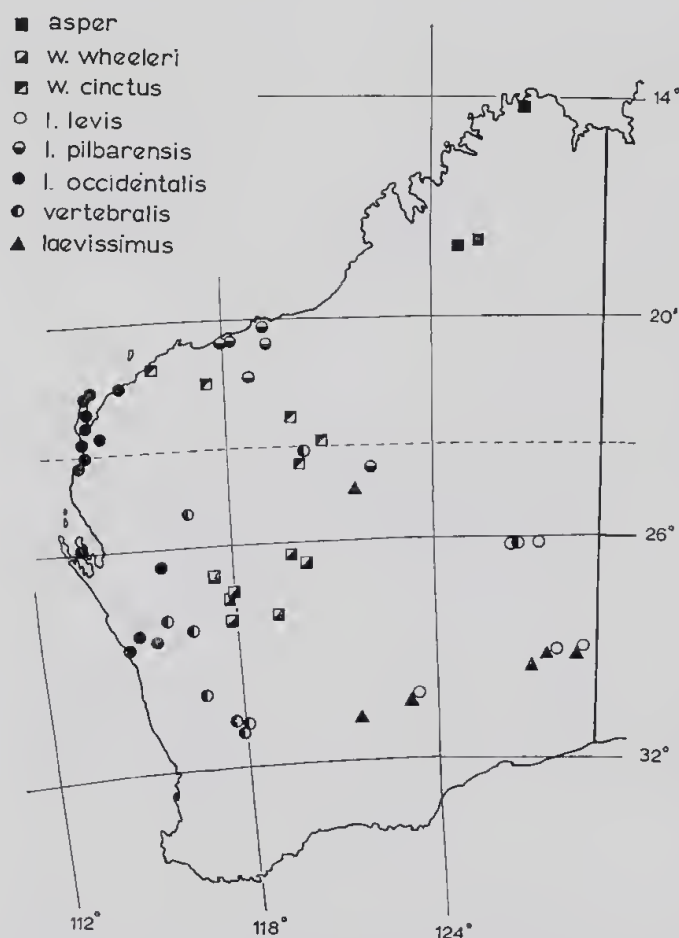 asper
w. wheeleri
w. cinctus
l. levis
l. pilbarensis
l. occidentalis
vertebralis
laevissimus
14°
20°
26°
32°
112°
118°
124°